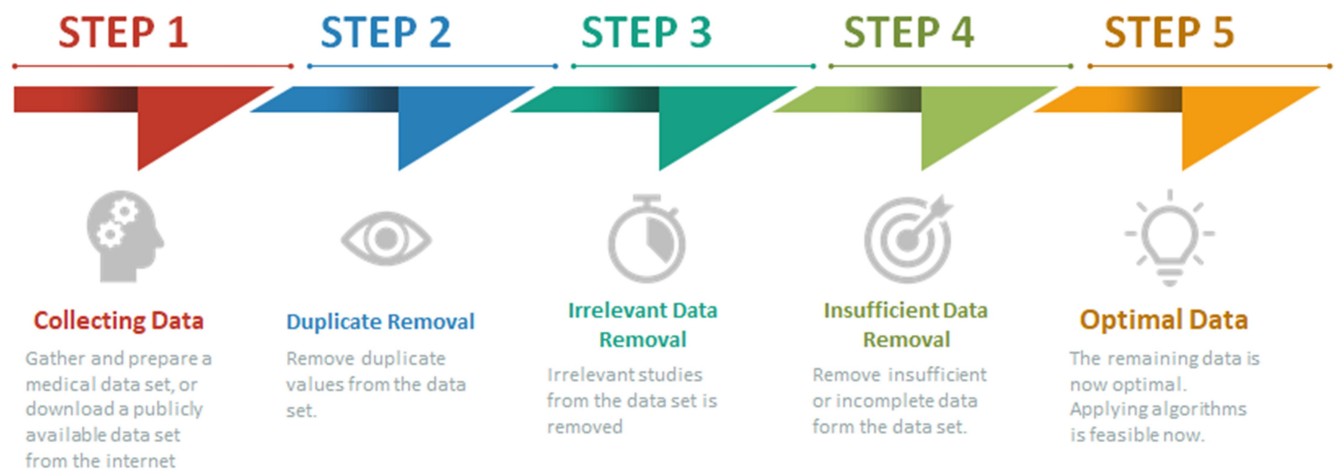 STEP 1
STEP 2
STEP 3
STEP 4
STEP 5
Collecting Data
Gather and prepare a
medical data set, or
download a publicly
available data set
from the internet
Duplicate Removal
Remove duplicate
values from the data
set.
Irrelevant Data
Removal
Irrelevant studies
from the data set is
removed
Insufficient Data
Removal
Remove insufficient
or incomplete data
form the data set.
Optimal Data
The remaining data is
now optimal.
Applying algorithms
is feasible now.